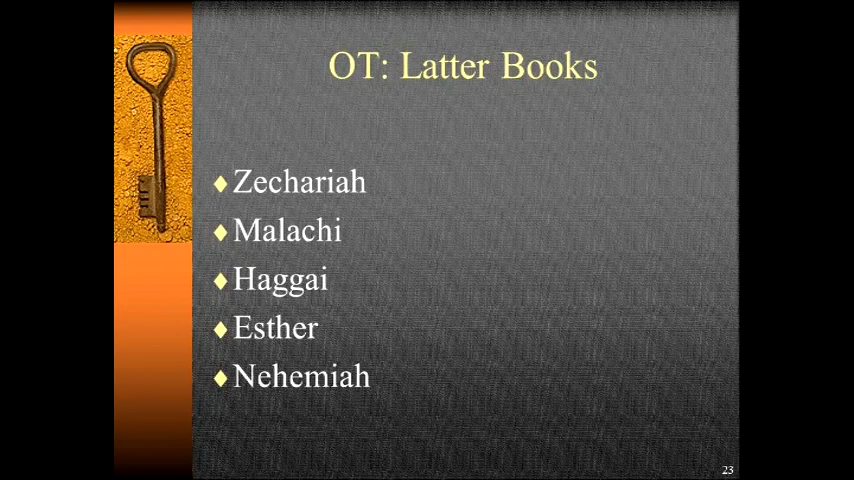 OT: Latter Books
Zechariah
Malachi
Haggai
Esther
Nehemiah
23